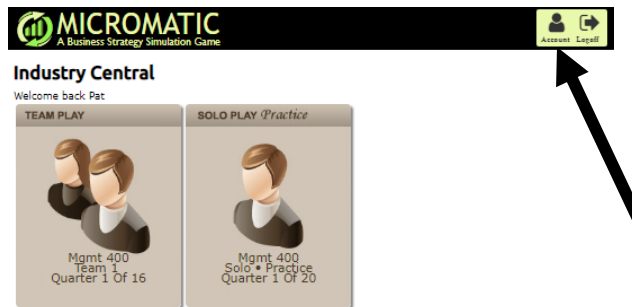 MICROMATIC
A Business Strategy Simulation Game
Account Logoff
Industry Central
Welcome back Pat
TEAM PLAY
Mgmt 400
Team 1
Quarter 1 Of 16
SOLO PLAY Practice
Mgmt 400
Solo • Practice
Quarter 1 Of 20